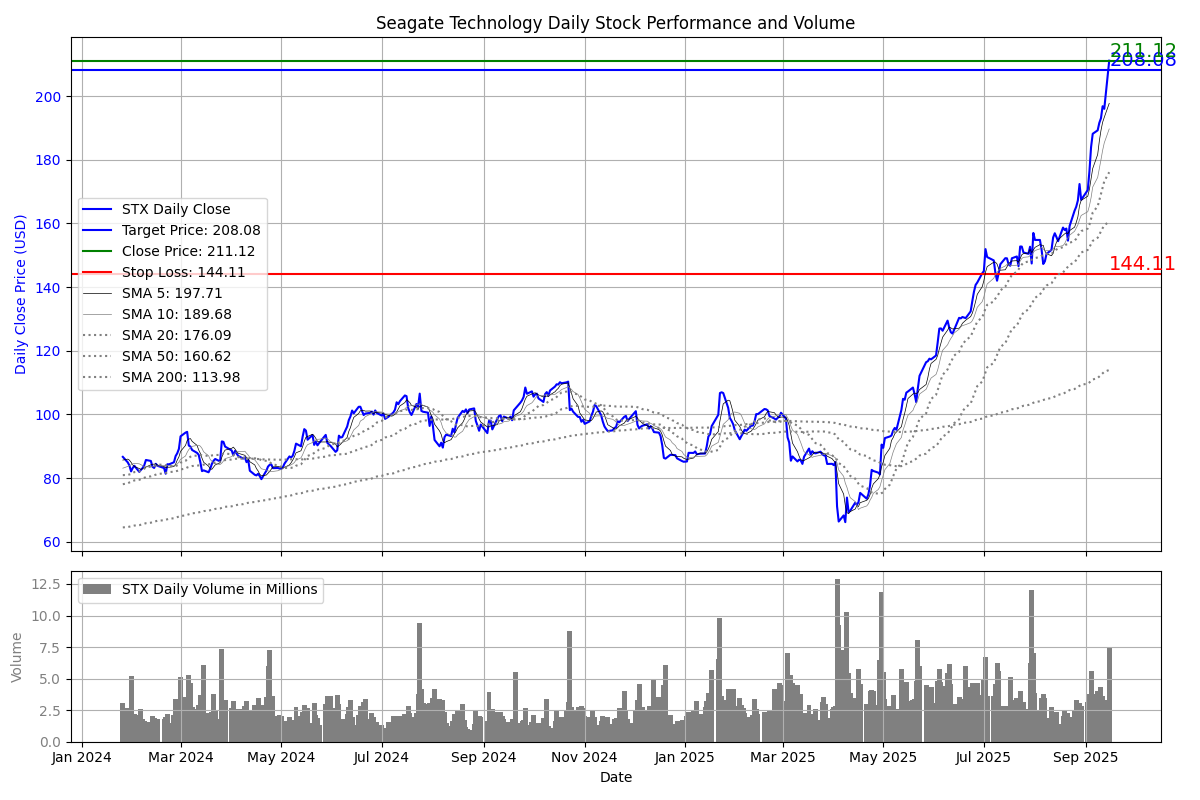 Seagate Technology Daily Stock Performance and Volume
211.12
208.08
200
180
160
140
120
100
80
60
Daily Close Price (USD)
STX Daily Close
Target Price: 208.08
Close Price: 211.12
Stop Loss: 144.11
SMA 5: 197.71
SMA 10: 189.68
SMA 20: 176.09
SMA 50: 160.62
SMA 200: 113.98
144.11
12.5
10.0
7.5
5.0
2.5
0.0
Volume
STX Daily Volume in Millions
Jan 2024 Mar 2024 May 2024 Jul 2024 Sep 2024 Nov 2024 Jan 2025 Mar 2025 May 2025 Jul 2025 Sep 2025
Date